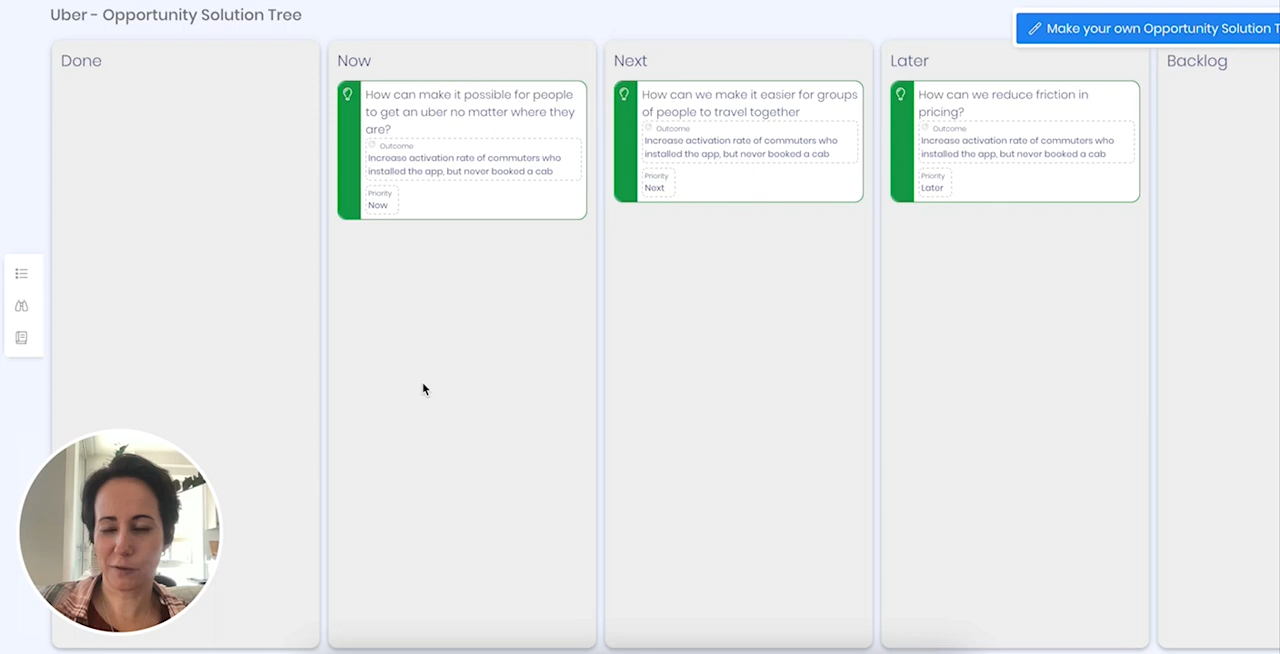 Uber - Opportunity Solution Tree
Make your own Opportunity Solution T
Done
Now
How can make it possible for people
to get an uber no matter where they
are?
Outcome
Increase activation rate of commuters who
installed the app, but never booked a cab
Priority
Now
Next
How can we make it easier for groups
of people to travel together
Outcome
Increase activation rate of commuters who
installed the app, but never booked a cab
Priority
Next
Later
How can we reduce friction in
pricing?
Outcome
Increase activation rate of commuters who
installed the app, but never booked a cab
Priority
Later
Backlog